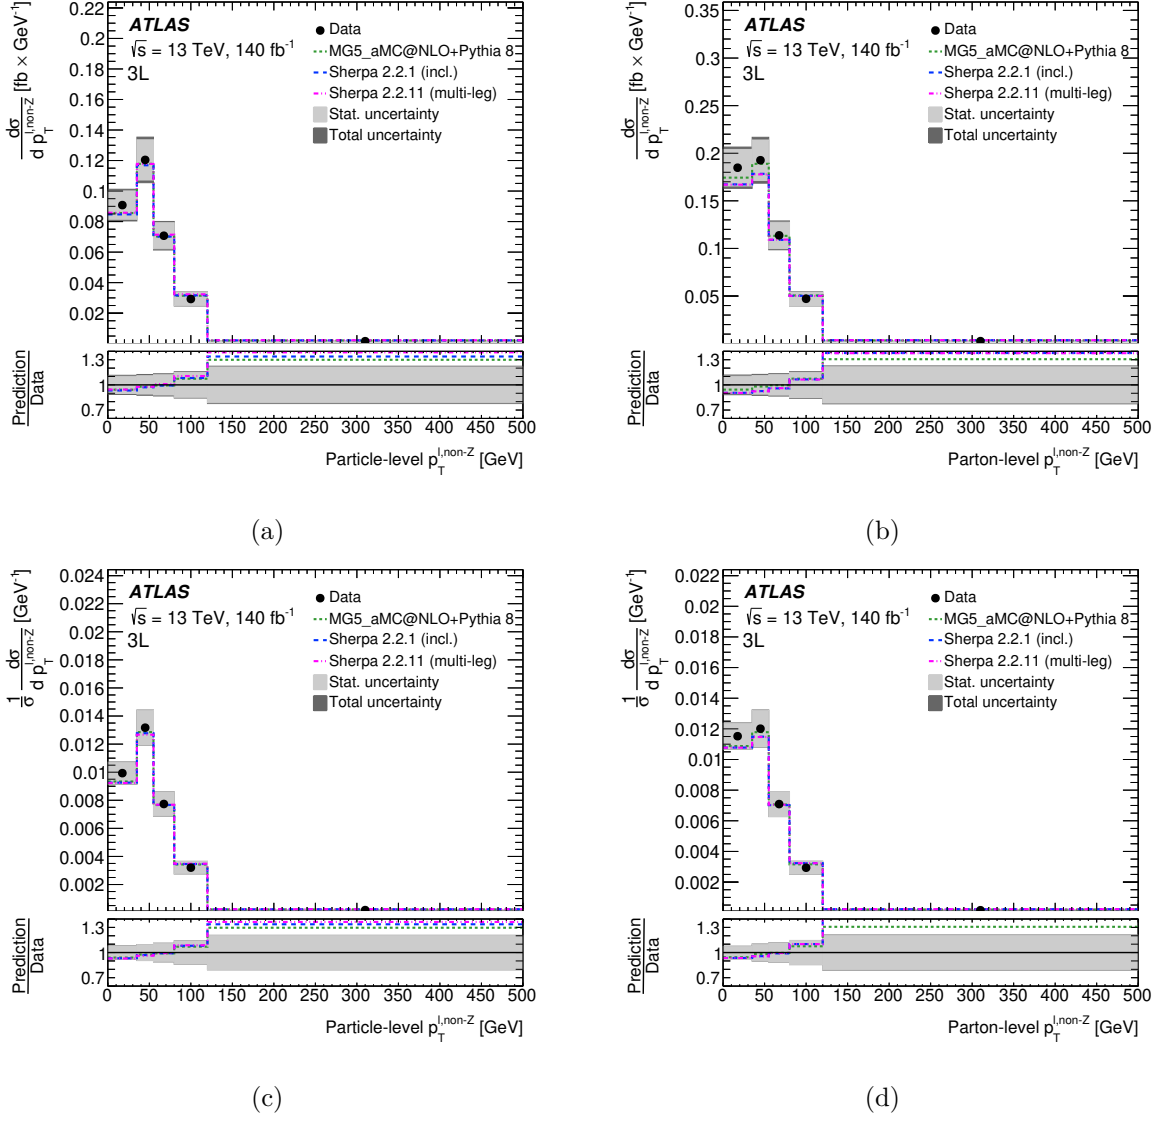 ATLAS
√s = 13 TeV, 140 fb⁻¹
3L
Data
MG5_aMC@NLO+Pythia 8
Sherpa 2.2.1 (incl.)
Sherpa 2.2.11 (multi-leg)
Stat. uncertainty
Total uncertainty
dσ / d p_T^{l,non-Z} [fb × GeV⁻¹]
0.22
0.2
0.18
0.16
0.14
0.12
0.1
0.08
0.06
0.04
0.02
Prediction
Data
1.3
1
0.7
0 50 100 150 200 250 300 350 400 450 500
Particle-level p_T^{l,non-Z} [GeV]
(a)
ATLAS
√s = 13 TeV, 140 fb⁻¹
3L
Data
MG5_aMC@NLO+Pythia 8
Sherpa 2.2.1 (incl.)
Sherpa 2.2.11 (multi-leg)
Stat. uncertainty
Total uncertainty
dσ / d p_T^{l,non-Z} [fb × GeV⁻¹]
0.35
0.3
0.25
0.2
0.15
0.1
0.05
Prediction
Data
1.3
1
0.7
0 50 100 150 200 250 300 350 400 450 500
Parton-level p_T^{l,non-Z} [GeV]
(b)
ATLAS
√s = 13 TeV, 140 fb⁻¹
3L
Data
MG5_aMC@NLO+Pythia 8
Sherpa 2.2.1 (incl.)
Sherpa 2.2.11 (multi-leg)
Stat. uncertainty
Total uncertainty
1/σ dσ / d p_T^{l,non-Z} [GeV⁻¹]
0.024
0.022
0.02
0.018
0.016
0.014
0.012
0.01
0.008
0.006
0.004
0.002
Prediction
Data
1.3
1
0.7
0 50 100 150 200 250 300 350 400 450 500
Particle-level p_T^{l,non-Z} [GeV]
(c)
ATLAS
√s = 13 TeV, 140 fb⁻¹
3L
Data
MG5_aMC@NLO+Pythia 8
Sherpa 2.2.1 (incl.)
Sherpa 2.2.11 (multi-leg)
Stat. uncertainty
Total uncertainty
1/σ dσ / d p_T^{l,non-Z} [GeV⁻¹]
0.022
0.02
0.018
0.016
0.014
0.012
0.01
0.008
0.006
0.004
0.002
Prediction
Data
1.3
1
0.7
0 50 100 150 200 250 300 350 400 450 500
Parton-level p_T^{l,non-Z} [GeV]
(d)